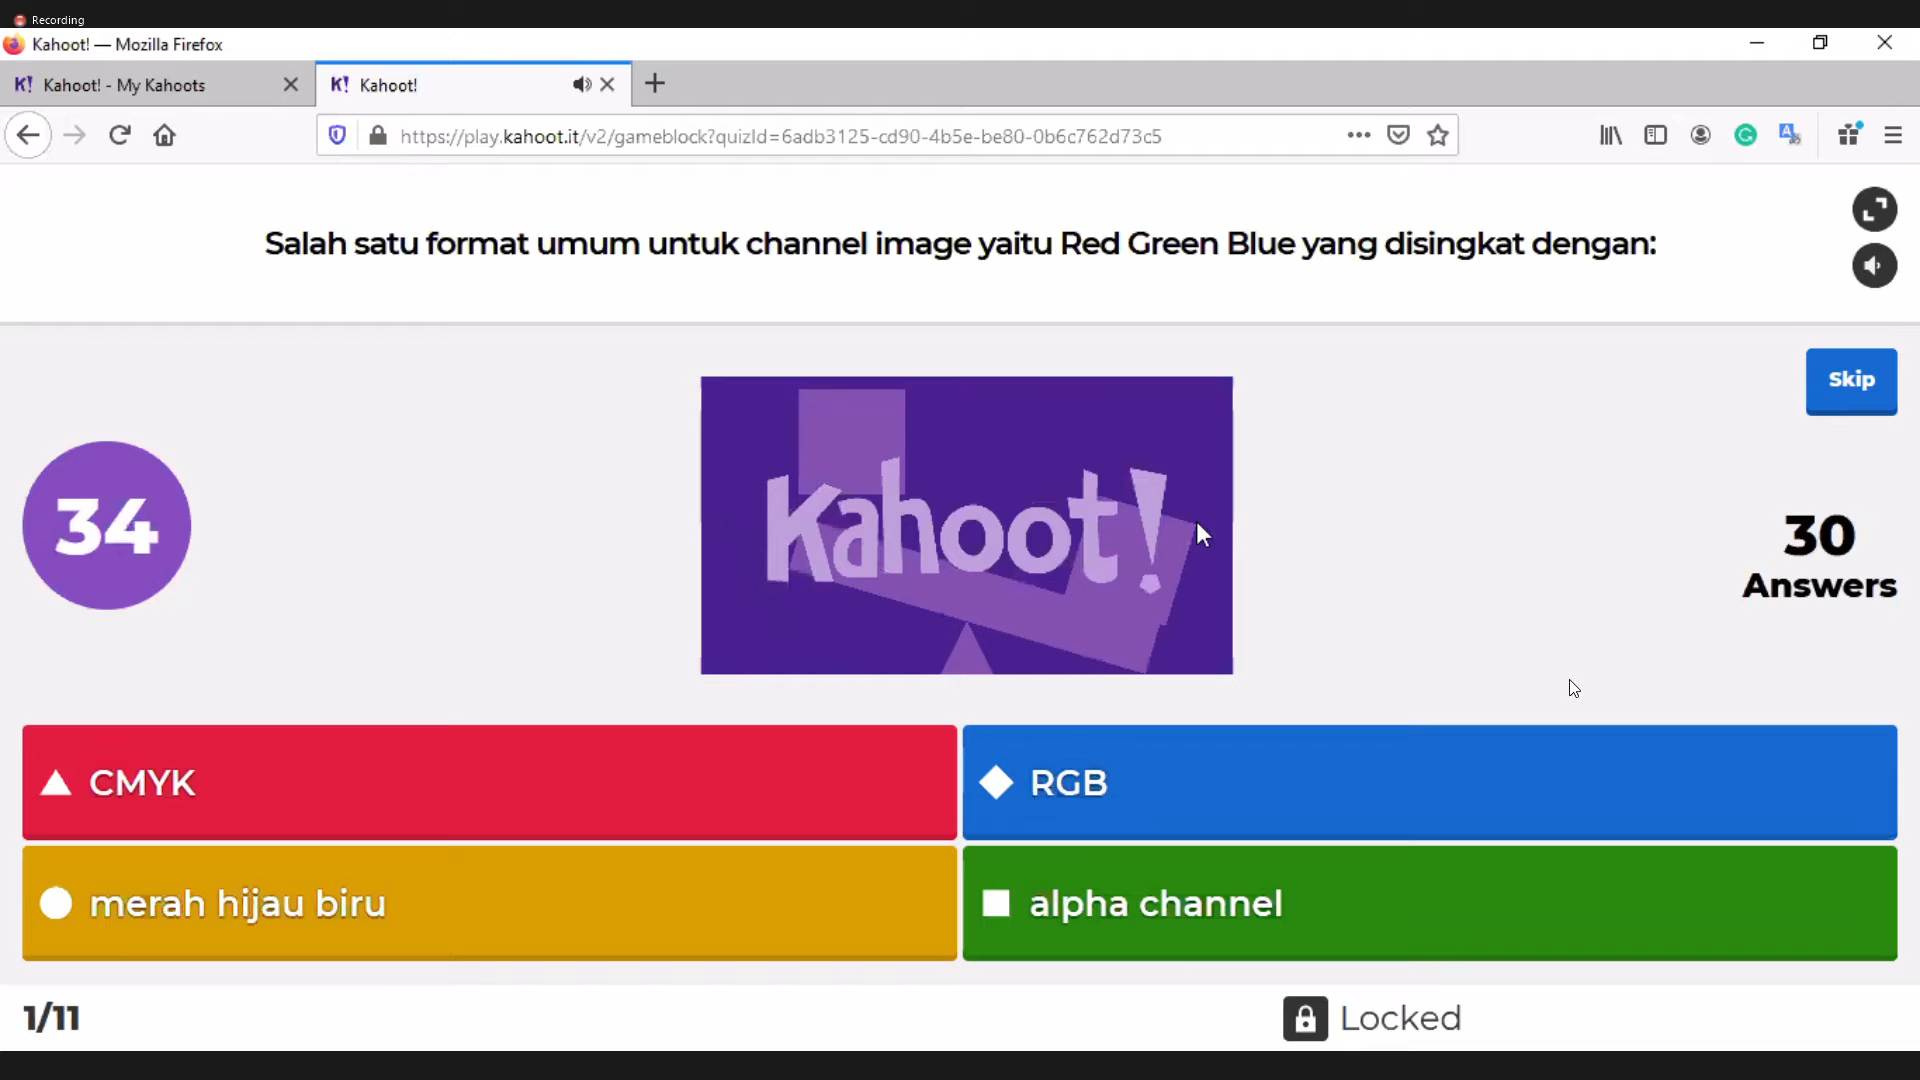 Recording
Kahoot! — Mozilla Firefox
K! Kahoot! - My Kahoots
K! Kahoot!
https://play.kahoot.it/v2/gameblock?quizId=6adb3125-cd90-4b5e-be80-0b6c762d73c5
Salah satu format umum untuk channel image yaitu Red Green Blue yang disingkat dengan:
Skip
34
Kahoot!
30
Answers
CMYK
RGB
merah hijau biru
alpha channel
1/11
Locked